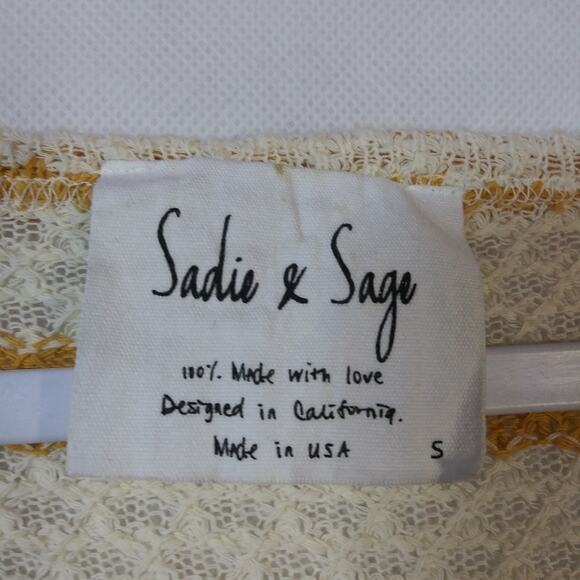 Sadie & Sage
100% Made with love
Designed in California.
Made in USA S